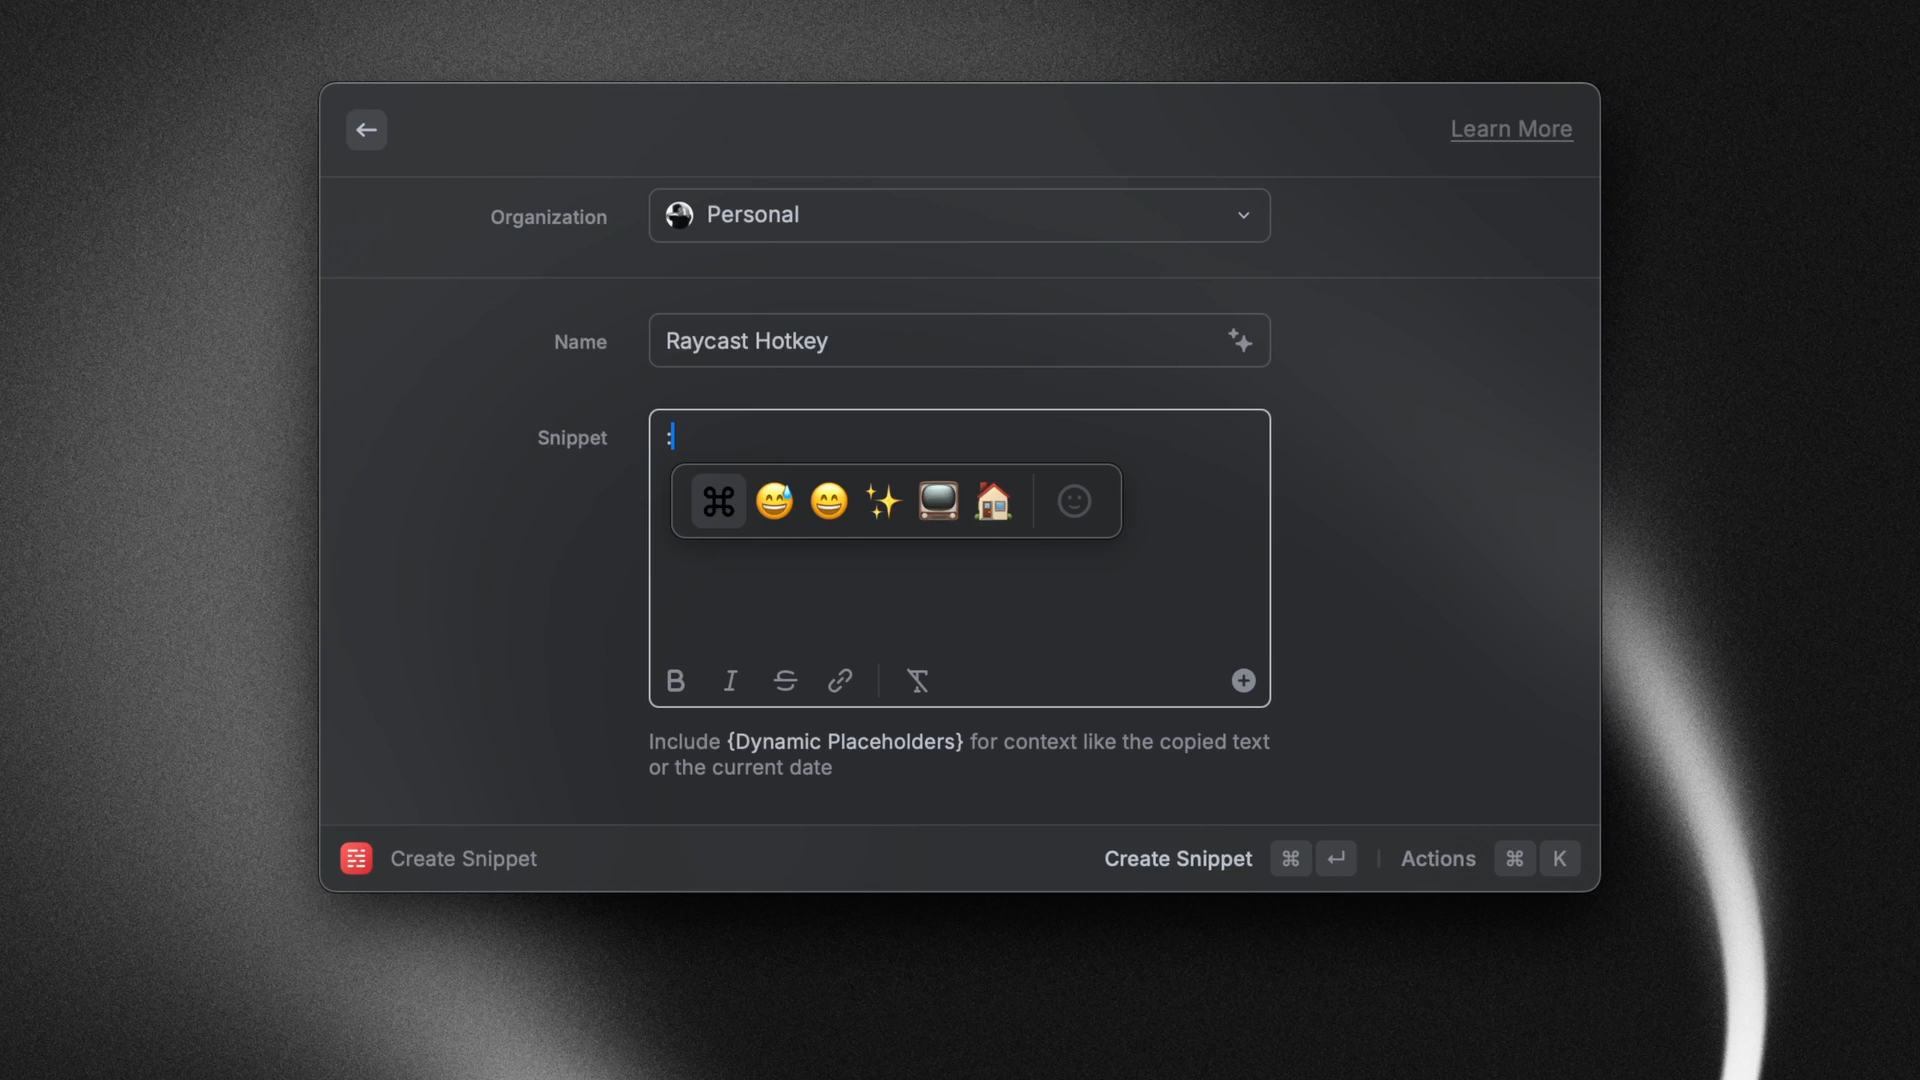 Learn More
Organization
Personal
Name
Raycast Hotkey
Snippet
:
⌘ 😅 😄 ✨ 📺 🏠
B I S
Include {Dynamic Placeholders} for context like the copied text
or the current date
Create Snippet
Create Snippet ⌘ ↵ | Actions ⌘ K